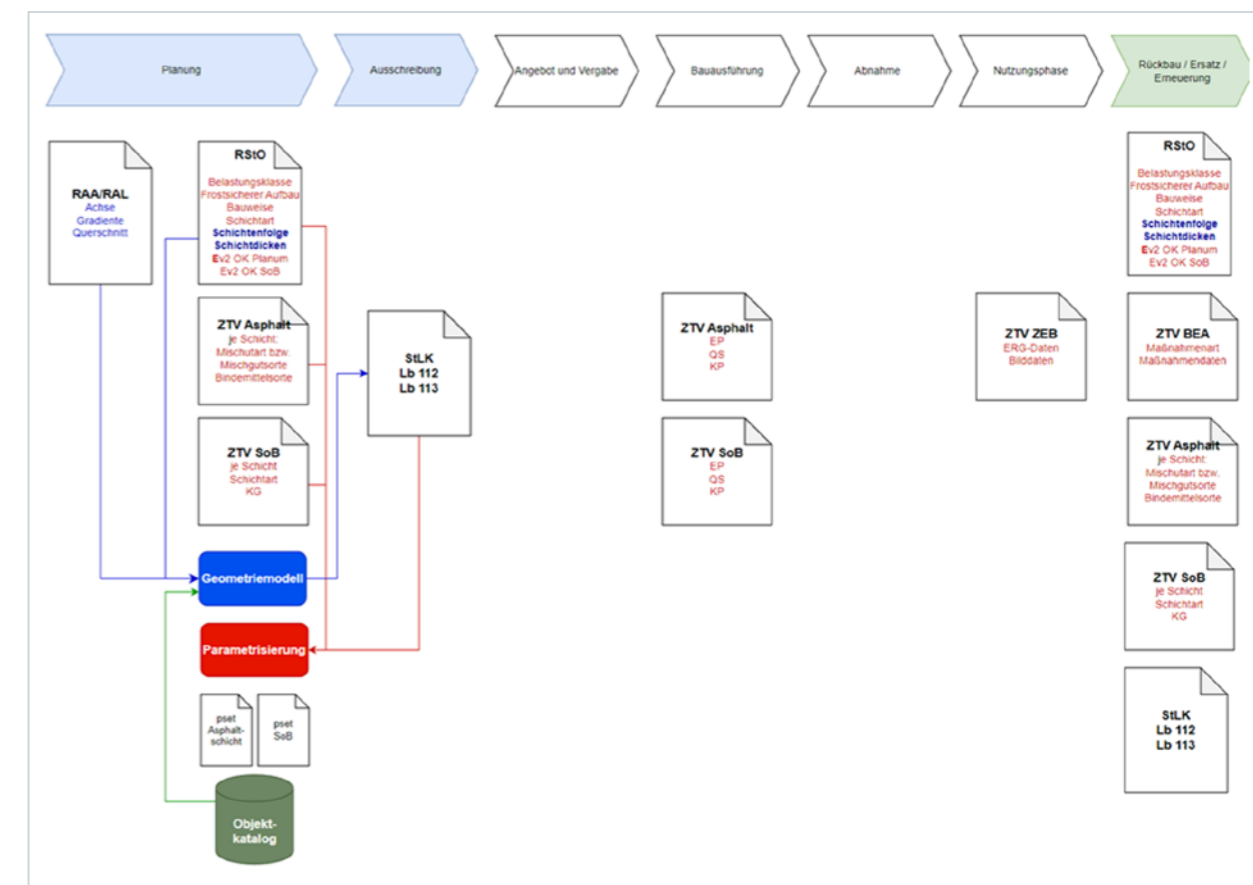 Planung
Ausschreibung
Angebot und Vergabe
Bauausführung
Abnahme
Nutzungsphase
Rückbau / Ersatz /
Erneuerung
RAA/RAL
Achse
Gradiente
Querschnitt
RStO
Belastungsklasse
Frostsicherer Aufbau
Bauweise
Schichtart
Schichtenfolge
Schichtdicken
Ev2 OK Planum
Ev2 OK SoB
ZTV Asphalt
je Schicht:
Mischutart bzw.
Mischgutsorte
Bindemittelsorte
ZTV SoB
je Schicht
Schichtart
KG
Geometriemodell
Parametrisierung
pset
Asphalt-
schicht
pset
SoB
Objekt-
katalog
StLK
Lb 112
Lb 113
ZTV Asphalt
EP
QS
KP
ZTV SoB
EP
QS
KP
ZTV ZEB
ERG-Daten
Bilddaten
RStO
Belastungsklasse
Frostsicherer Aufbau
Bauweise
Schichtart
Schichtenfolge
Schichtdicken
Ev2 OK Planum
Ev2 OK SoB
ZTV BEA
Maßnahmenart
Maßnahmendaten
ZTV Asphalt
je Schicht:
Mischutart bzw.
Mischgutsorte
Bindemittelsorte
ZTV SoB
je Schicht
Schichtart
KG
StLK
Lb 112
Lb 113